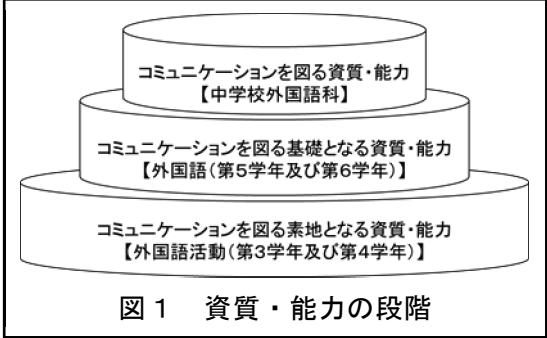 コミュニケーションを図る資質・能力
【中学校外国語科】
コミュニケーションを図る基礎となる資質・能力
【外国語(第5学年及び第6学年)】
コミュニケーションを図る素地となる資質・能力
【外国語活動(第3学年及び第4学年)】
図1　資質・能力の段階